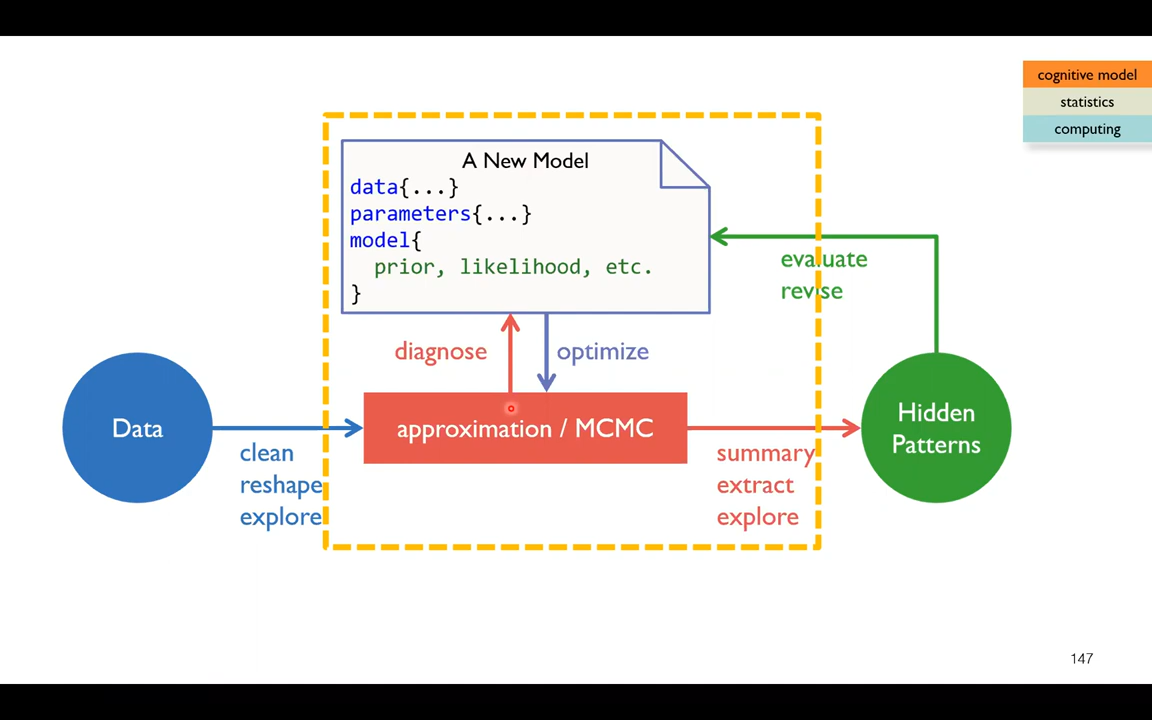 cognitive model
statistics
computing
A New Model
data{...}
parameters{...}
model{
prior, likelihood, etc.
}
evaluate
revise
diagnose
optimize
Data
approximation / MCMC
Hidden
Patterns
clean
reshape
explore
summary
extract
explore
147